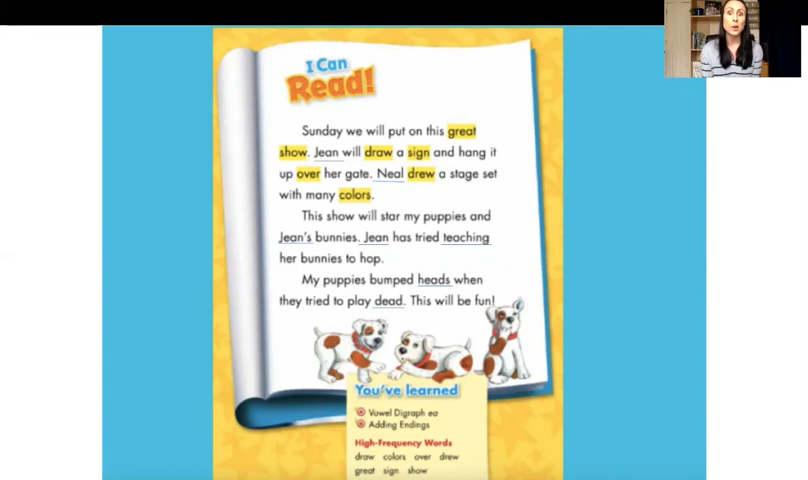 I Can
Read!
Sunday we will put on this great
show. Jean will draw a sign and hang it
up over her gate. Neal drew a stage set
with many colors.
This show will star my puppies and
Jean's bunnies. Jean has tried teaching
her bunnies to hop.
My puppies bumped heads when
they tried to play dead. This will be fun!
You've learned
Vowel Digraph ea
Adding Endings
High-Frequency Words
draw colors over drew
great sign show